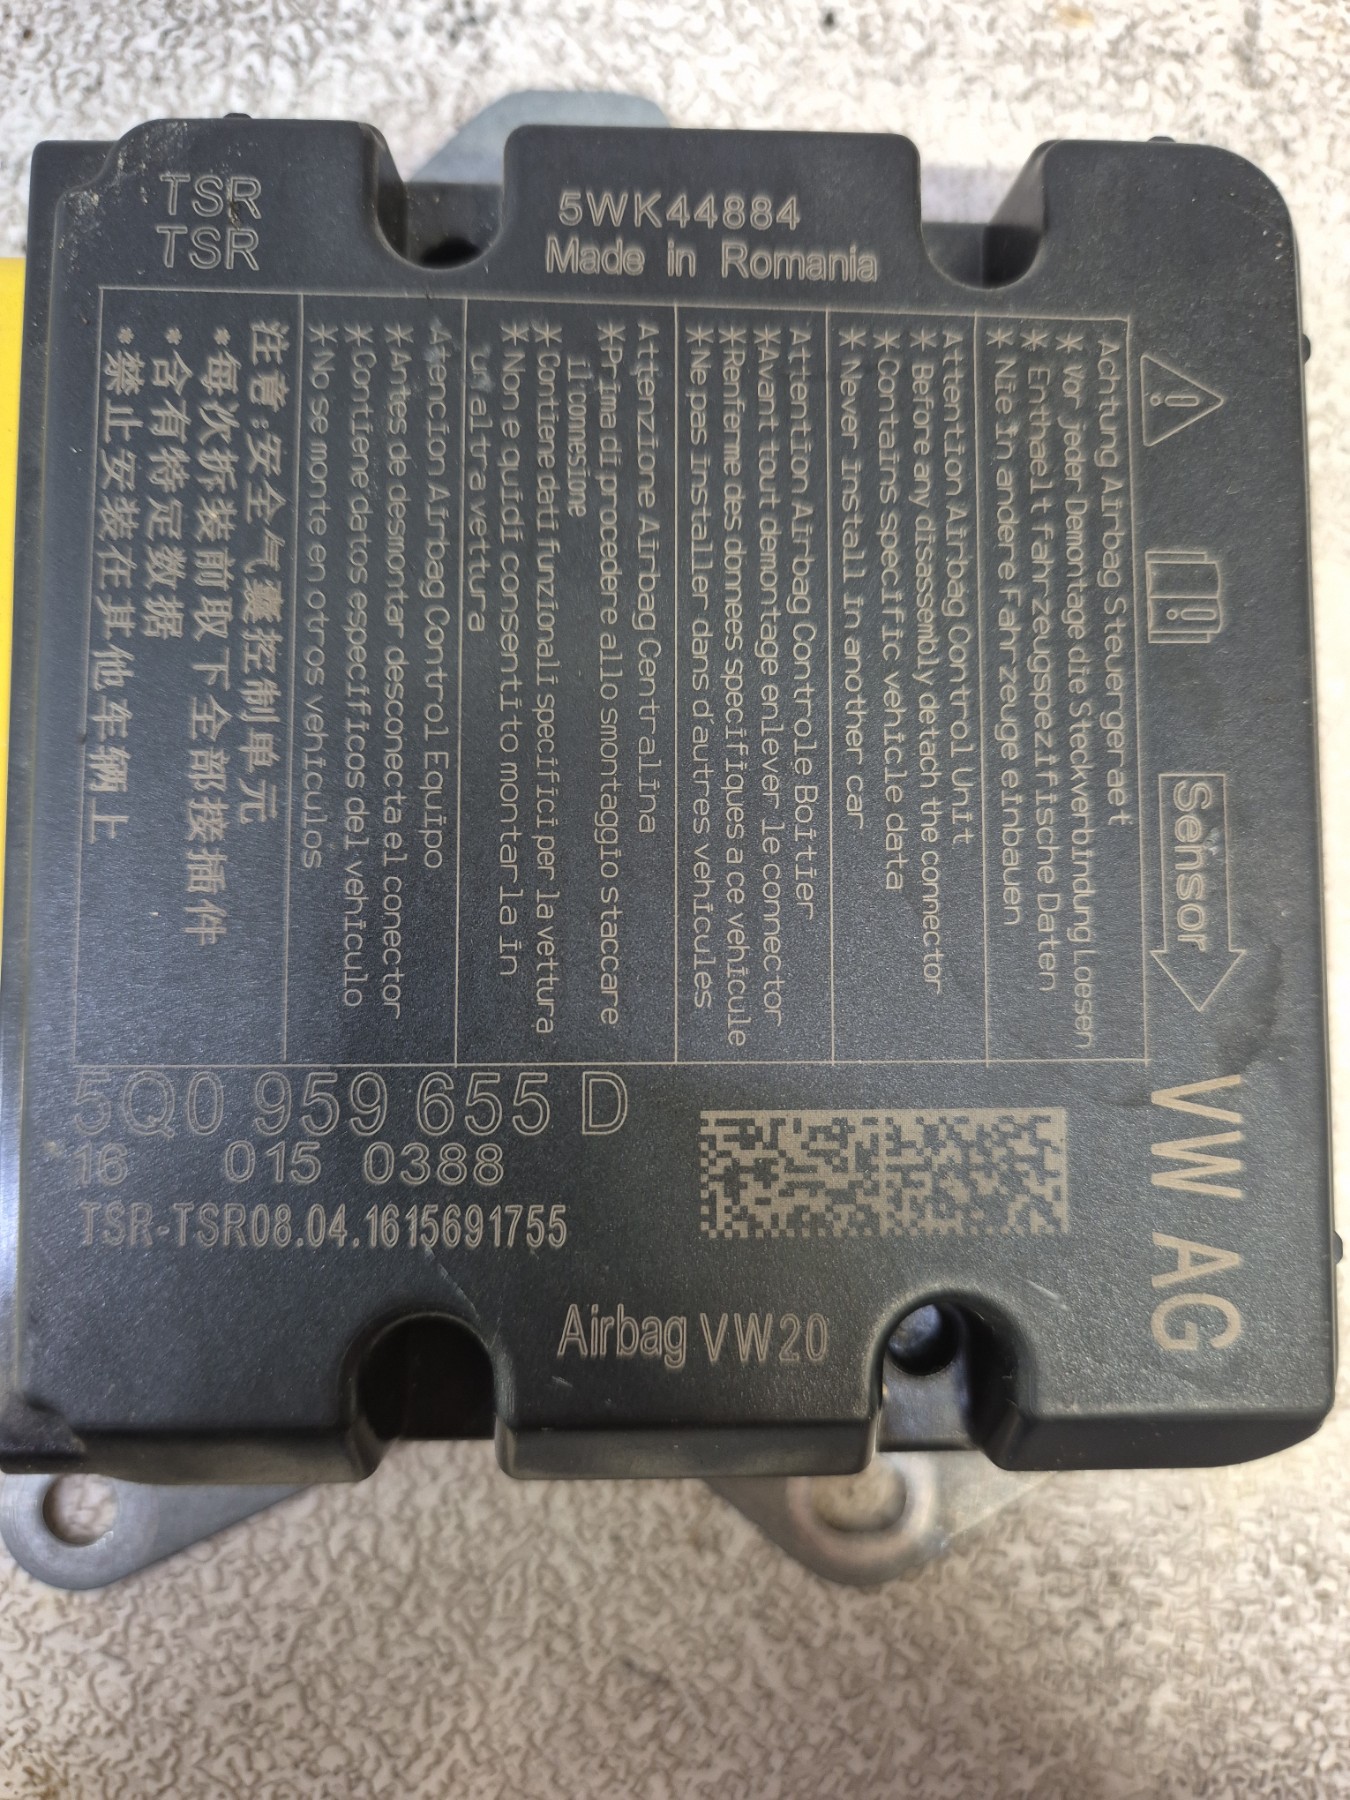 TSR
TSR
5WK44884
Made in Romania
Achtung Airbag Steuergeraet
* Vor jeder Demontage die Steckverbindung Loesen
* Enthaelt fahrzeugspezifische Daten
* Nie in andere Fahrzeuge einbauen
Attention Airbag Control Unit
* Before any disassembly detach the connector
* Contains specific vehicle data
* Never install in another car
Attention Airbag Controle Boitier
*Avant tout demontage enlever le connector
*Renferme des donnees specifiques a ce vehicule
*Ne pas installer dans d'autres vehicules
Attenzione Airbag Centralina
*Prima di procedere allo smontaggio staccare
il connesione
* Contiene dati funzionali specifici per la vettura
* Non e quidi consentito montarla in
un altra vettura
Atencion Airbag Control Equipo
*Antes de desmontar desconecta el conector
* Contiene datos especificos del vehiculo
* No se monte en otros vehiculos
注意:安全气囊控制单元
*每次拆装前取下全部接插件
*含有特定数据
*禁止安装在其他车辆上
Sensor
VW AG
5Q0 959 655 D
16 015 0388
TSR-TSR08.04.1615691755
Airbag VW20